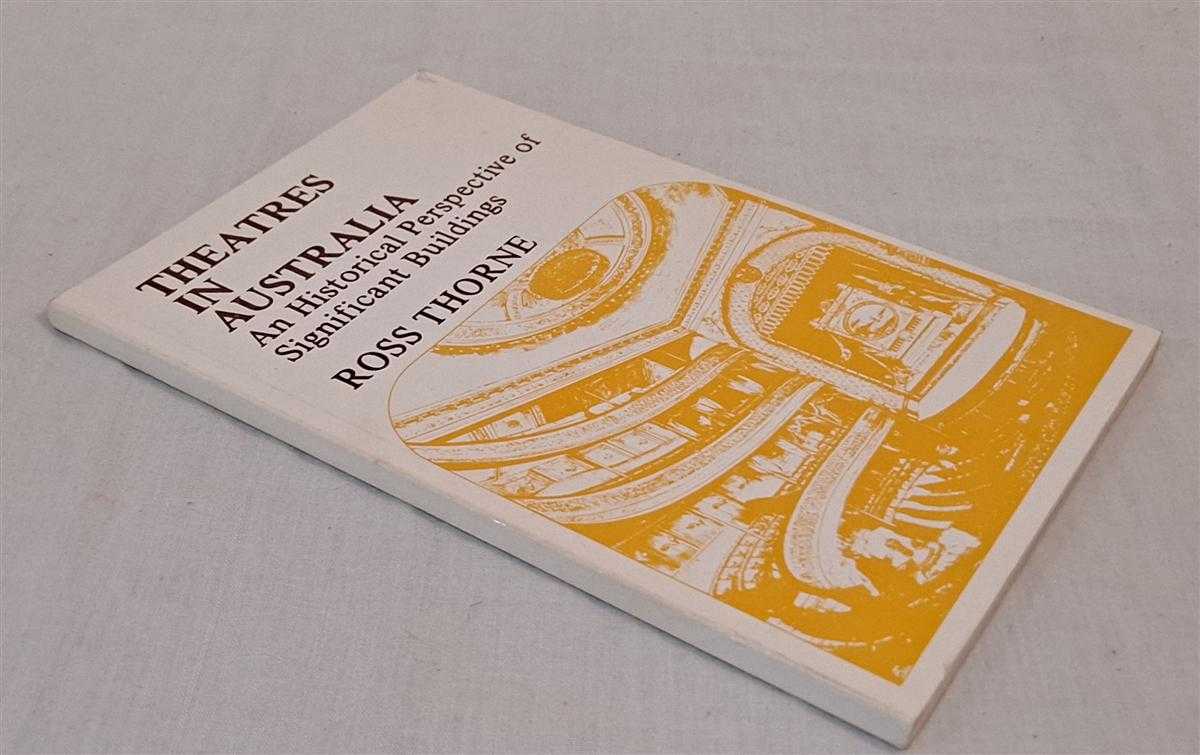 THEATRES
IN
AUSTRALIA
An Historical Perspective of
Significant Buildings
ROSS THORNE